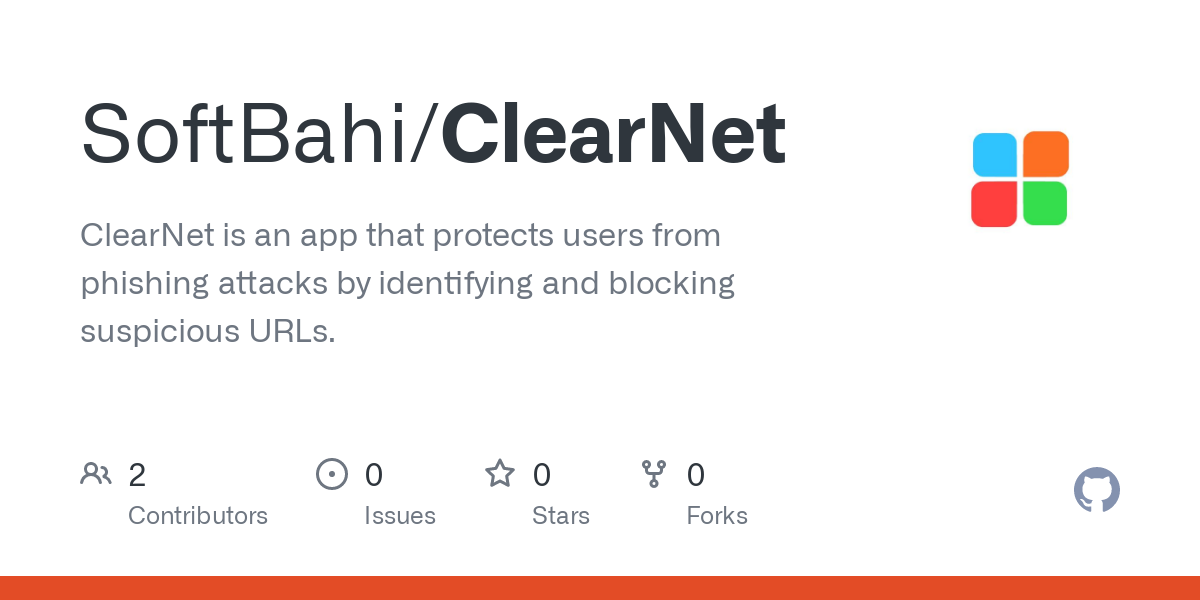 SoftBahi/ClearNet
ClearNet is an app that protects users from
phishing attacks by identifying and blocking
suspicious URLs.
2 0 0 0
Contributors Issues Stars Forks